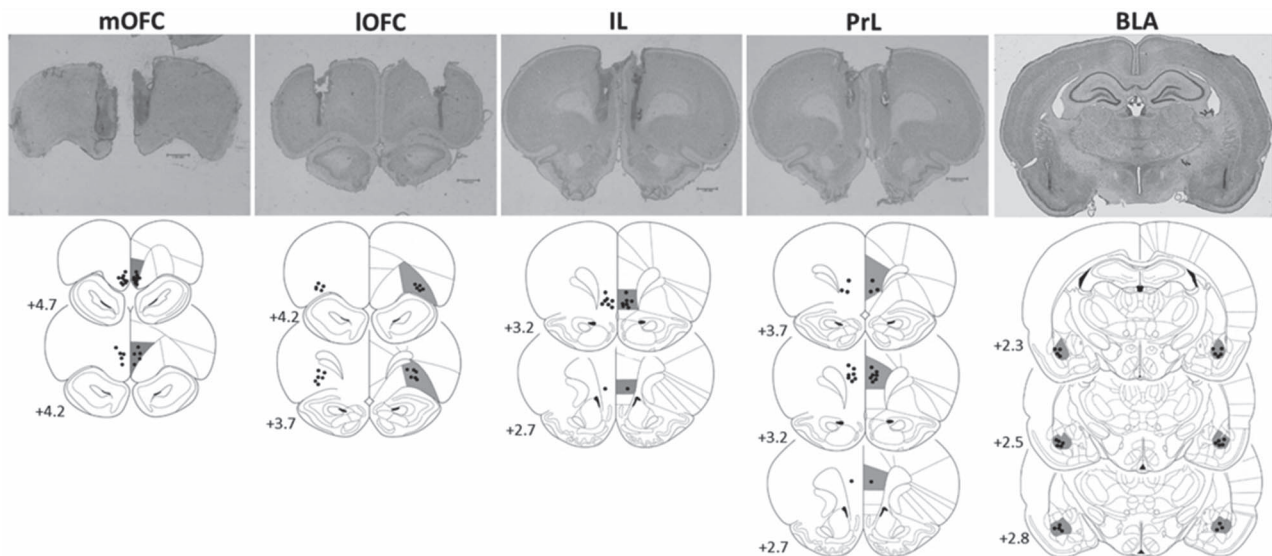 mOFC
lOFC
IL
PrL
BLA
+4.7
+4.2
+4.2
+3.7
+3.2
+2.7
+3.7
+3.2
+2.7
+2.3
+2.5
+2.8